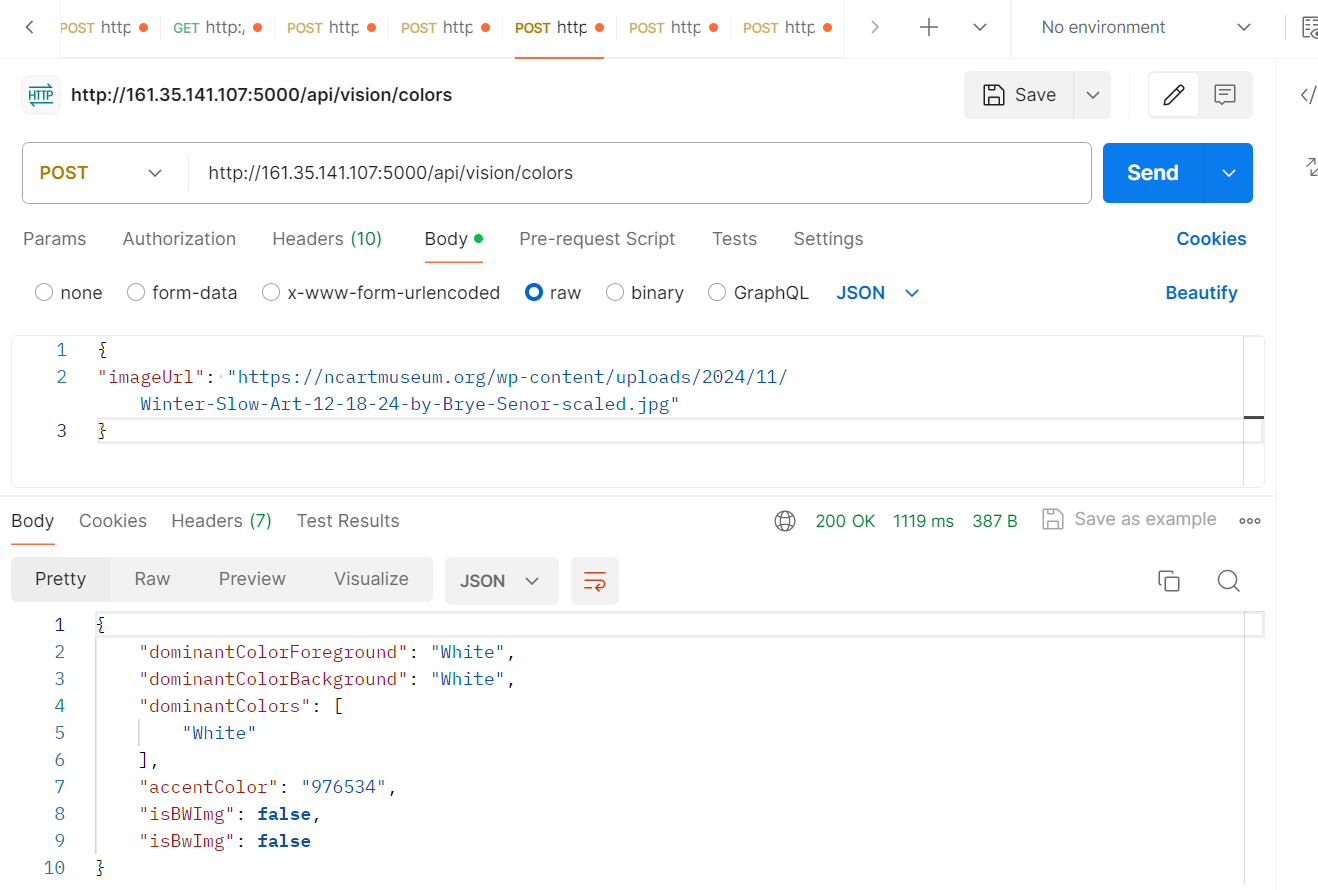 POST http GET http:/ POST http POST http POST http POST http POST http No environment
HTTP http://161.35.141.107:5000/api/vision/colors Save
POST http://161.35.141.107:5000/api/vision/colors Send
Params Authorization Headers (10) Body Pre-request Script Tests Settings Cookies
none form-data x-www-form-urlencoded raw binary GraphQL JSON Beautify
1 {
2 "imageUrl": "https://ncartmuseum.org/wp-content/uploads/2024/11/
Winter-Slow-Art-12-18-24-by-Brye-Senor-scaled.jpg"
3 }
Body Cookies Headers (7) Test Results 200 OK 1119 ms 387 B Save as example
Pretty Raw Preview Visualize JSON
1 {
2 "dominantColorForeground": "White",
3 "dominantColorBackground": "White",
4 "dominantColors": [
5 "White"
6 ],
7 "accentColor": "976534",
8 "isBWImg": false,
9 "isBwImg": false
10 }